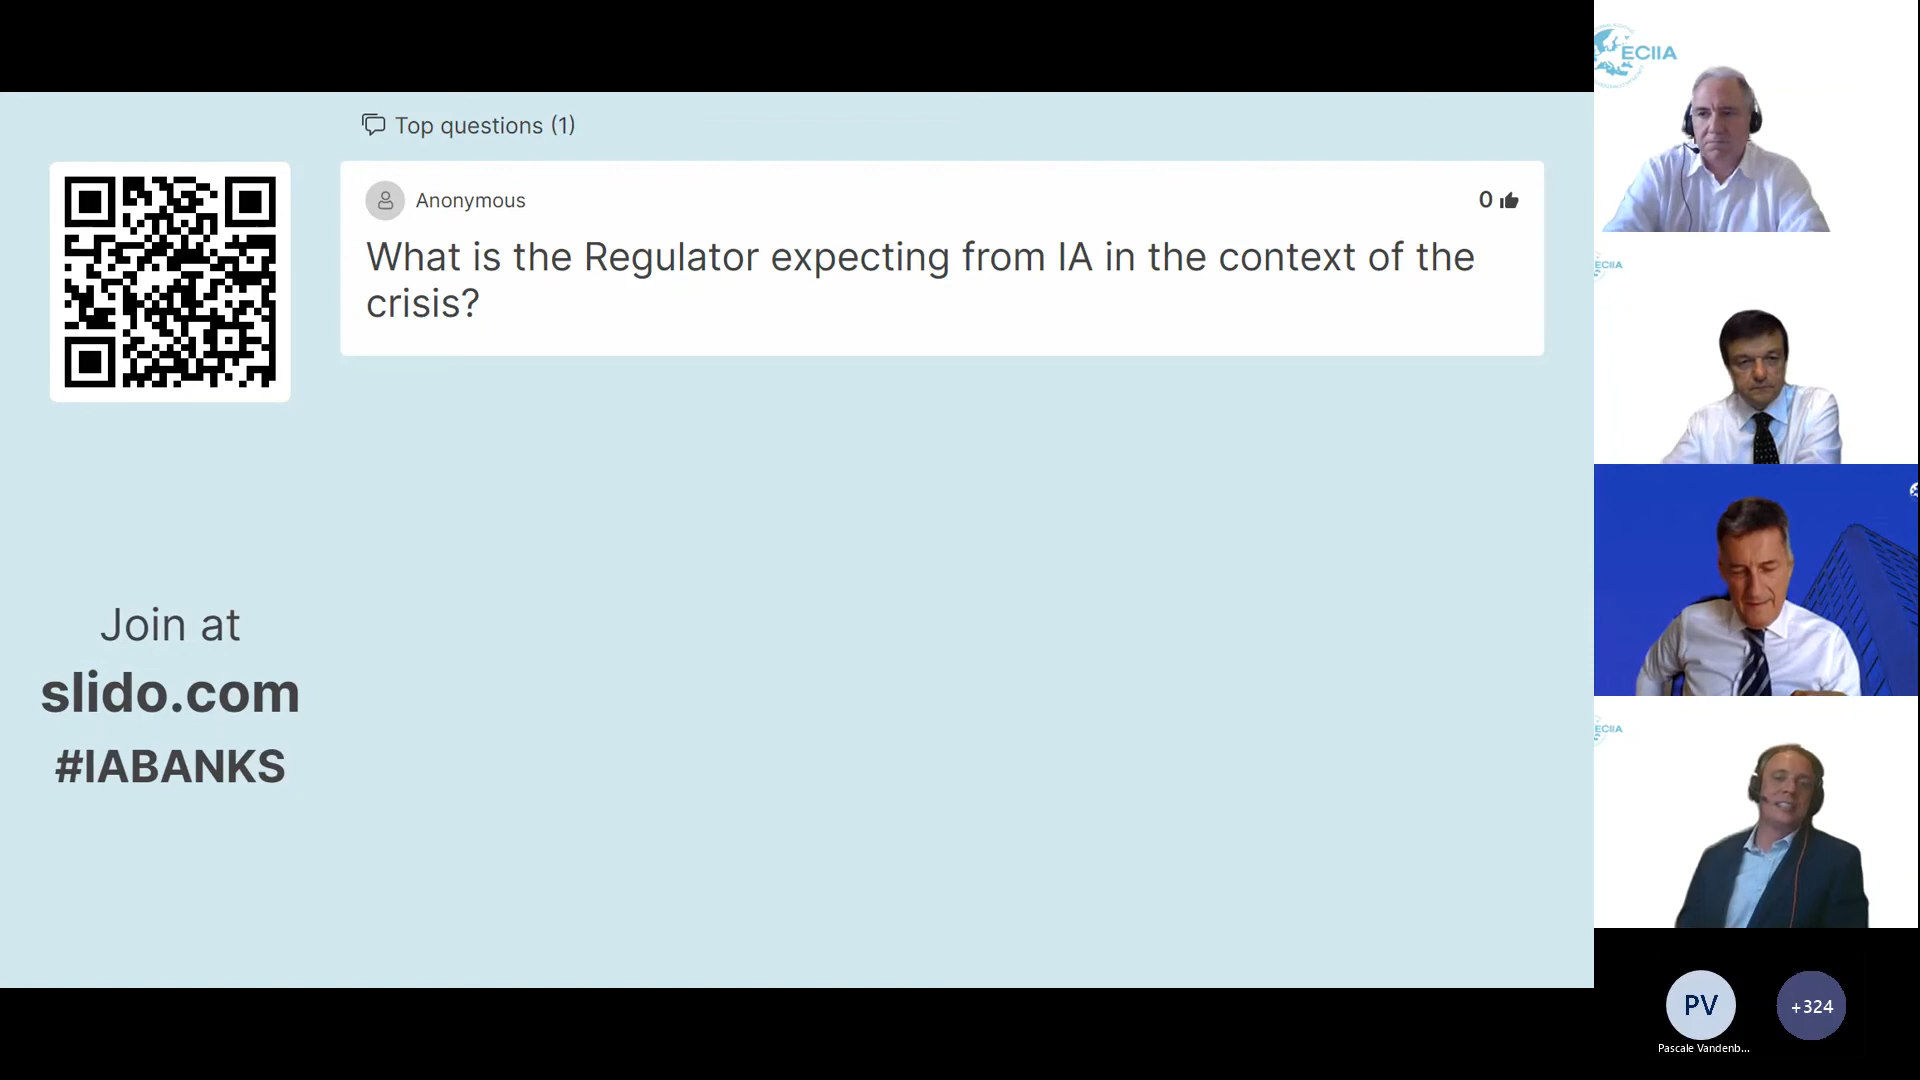 Top questions (1)
Anonymous
0
What is the Regulator expecting from IA in the context of the
crisis?
Join at
slido.com
#IABANKS
ECIIA
ECIIA
ECIIA
PV
+324
Pascale Vandenb...